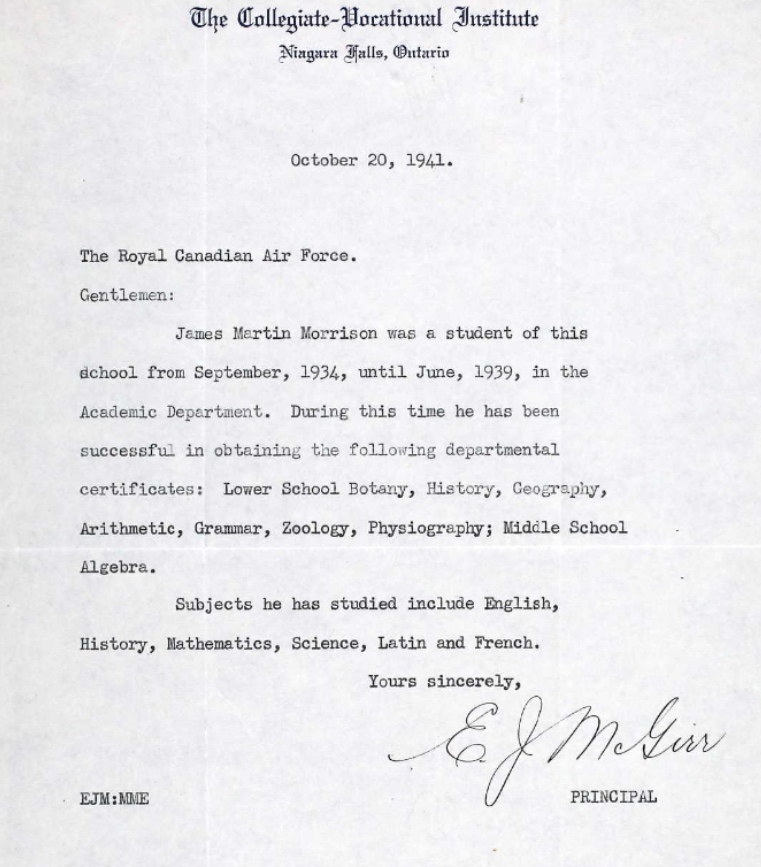 The Collegiate-Vocational Institute
Niagara Falls, Ontario
October 20, 1941.
The Royal Canadian Air Force.
Gentlemen:
James Martin Morrison was a student of this
school from September, 1934, until June, 1939, in the
Academic Department. During this time he has been
successful in obtaining the following departmental
certificates: Lower School Botany, History, Geography,
Arithmetic, Grammar, Zoology, Physiography; Middle School
Algebra.
Subjects he has studied include English,
History, Mathematics, Science, Latin and French.
Yours sincerely,
E J McGirr
EJM:MME PRINCIPAL